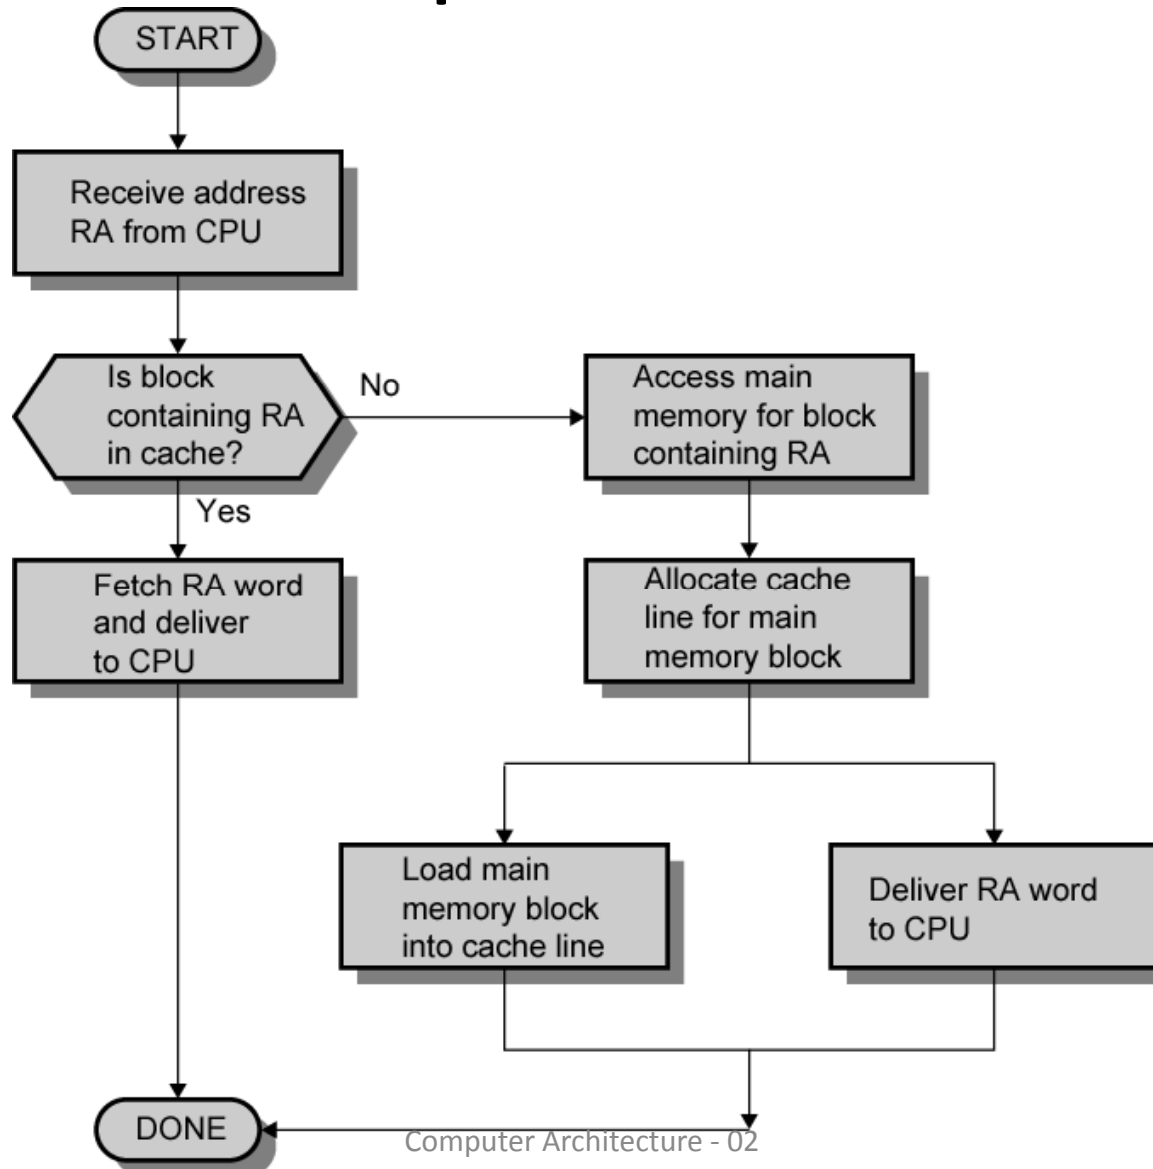 START
Receive address
RA from CPU
Is block
containing RA
in cache?
No
Access main
memory for block
containing RA
Yes
Fetch RA word
and deliver
to CPU
Allocate cache
line for main
memory block
Load main
memory block
into cache line
Deliver RA word
to CPU
DONE
Computer Architecture - 02